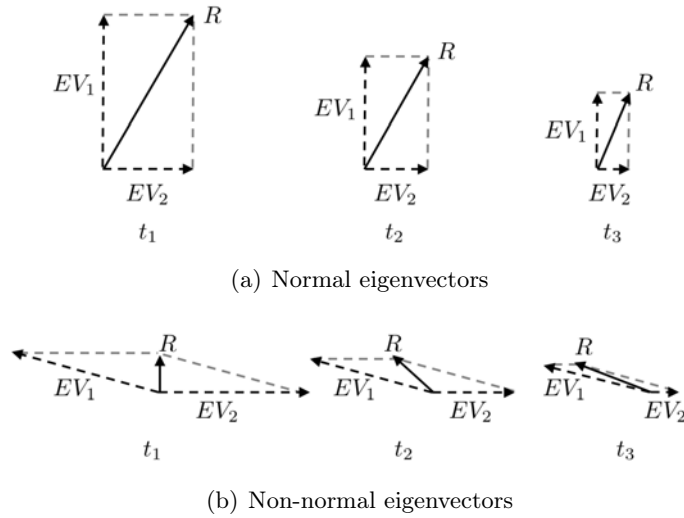 R
R
R
EV₁
EV₁
EV₁
EV₂
EV₂
EV₂
t₁
t₂
t₃
(a) Normal eigenvectors
R
R
R
EV₁
EV₂
EV₁
EV₂
EV₁
EV₂
t₁
t₂
t₃
(b) Non-normal eigenvectors